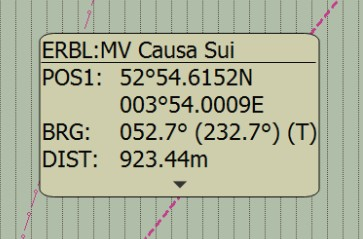 ERBL:MV Causa Sui
POS1: 52°54.6152N
003°54.0009E
BRG: 052.7° (232.7°) (T)
DIST: 923.44m